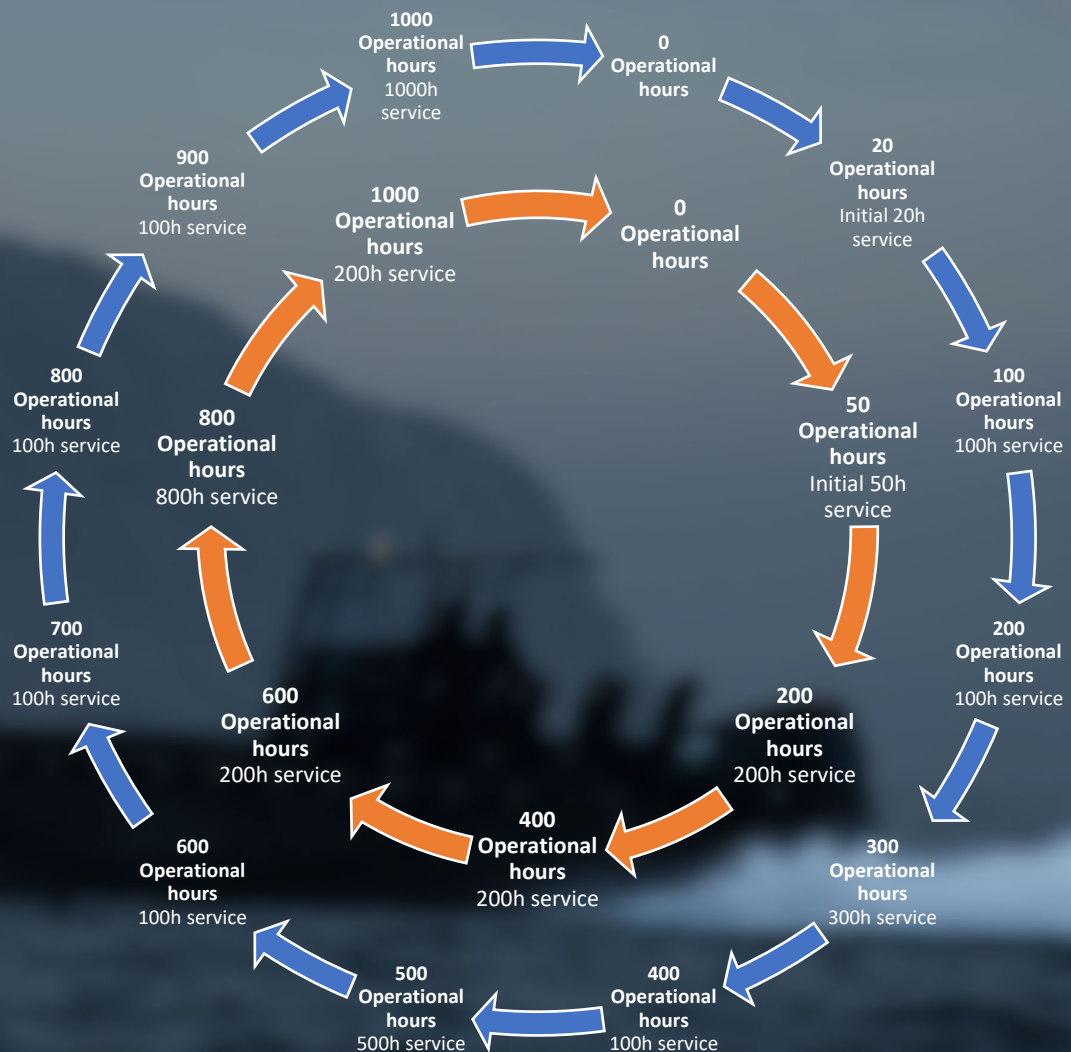 0
Operational
hours
20
Operational
hours
Initial 20h
service
100
Operational
hours
100h service
200
Operational
hours
100h service
300
Operational
hours
300h service
400
Operational
hours
100h service
500
Operational
hours
500h service
600
Operational
hours
100h service
700
Operational
hours
100h service
800
Operational
hours
100h service
900
Operational
hours
100h service
1000
Operational
hours
1000h
service
0
Operational
hours
50
Operational
hours
Initial 50h
service
200
Operational
hours
200h service
400
Operational
hours
200h service
600
Operational
hours
200h service
800
Operational
hours
800h service
1000
Operational
hours
200h service